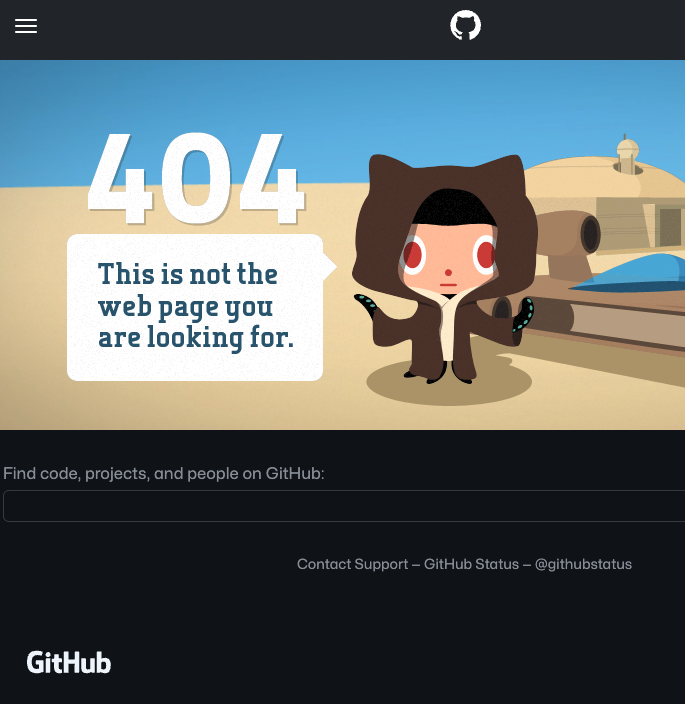 404
This is not the
web page you
are looking for.
Find code, projects, and people on GitHub:
Contact Support — GitHub Status — @githubstatus
GitHub